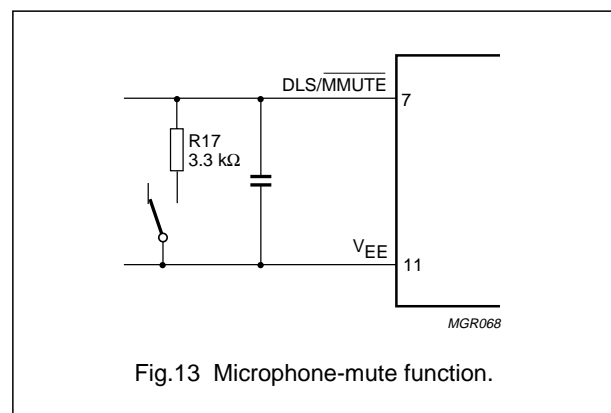 DLS/MMUTE
7
R17
3.3 kΩ
VEE
11
MGR068
Fig.13 Microphone-mute function.